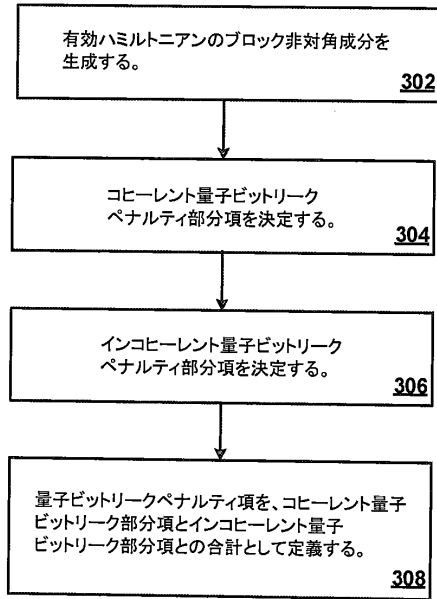 有効ハミルトニアンのブロック非対角成分を
生成する。
302
コヒーレント量子ビットリーク
ペナルティ部分項を決定する。
304
インコヒーレント量子ビットリーク
ペナルティ部分項を決定する。
306
量子ビットリークペナルティ項を、コヒーレント量子
ビットリーク部分項とインコヒーレント量子
ビットリーク部分項との合計として定義する。
308